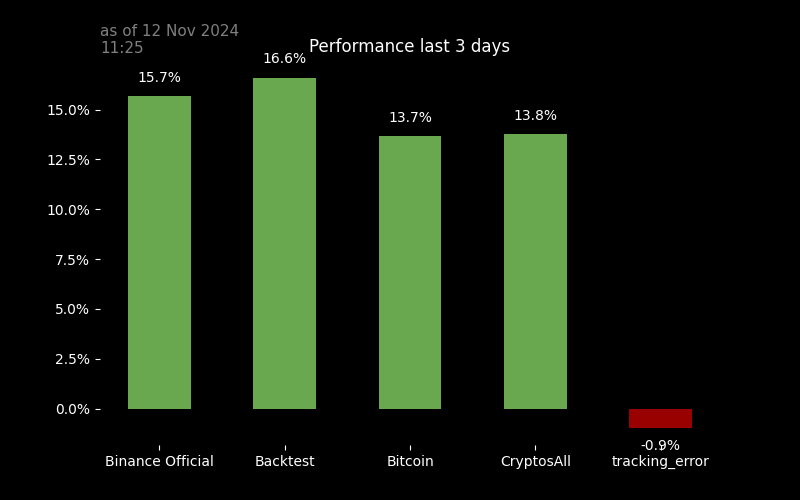 as of 12 Nov 2024
11:25
Performance last 3 days
15.7%
16.6%
13.7%
13.8%
-0.9%
15.0%
12.5%
10.0%
7.5%
5.0%
2.5%
0.0%
Binance Official
Backtest
Bitcoin
CryptosAll
tracking_error